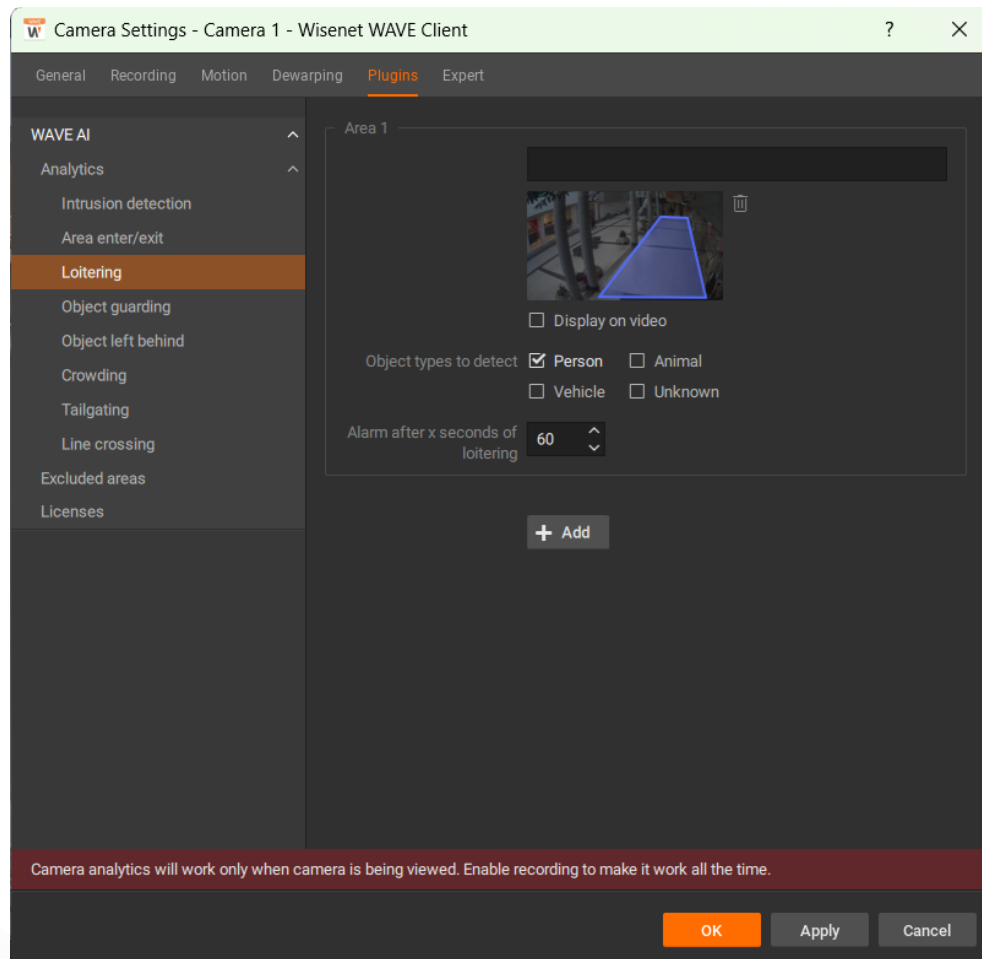 Camera Settings - Camera 1 - Wisenet WAVE Client
General Recording Motion Dewarping Plugins Expert
WAVE AI
Analytics
Intrusion detection
Area enter/exit
Loitering
Object guarding
Object left behind
Crowding
Tailgating
Line crossing
Excluded areas
Licenses
Area 1
Display on video
Object types to detect Person Animal
Vehicle Unknown
Alarm after x seconds of
loitering
60
Add
Camera analytics will work only when camera is being viewed. Enable recording to make it work all the time.
OK Apply Cancel